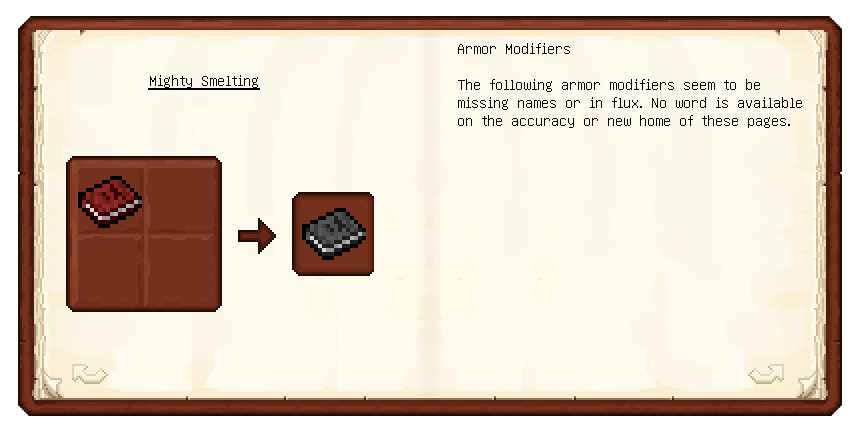 Mighty Smelting
Armor Modifiers
The following armor modifiers seem to be
missing names or in flux. No word is available
on the accuracy or new home of these pages.